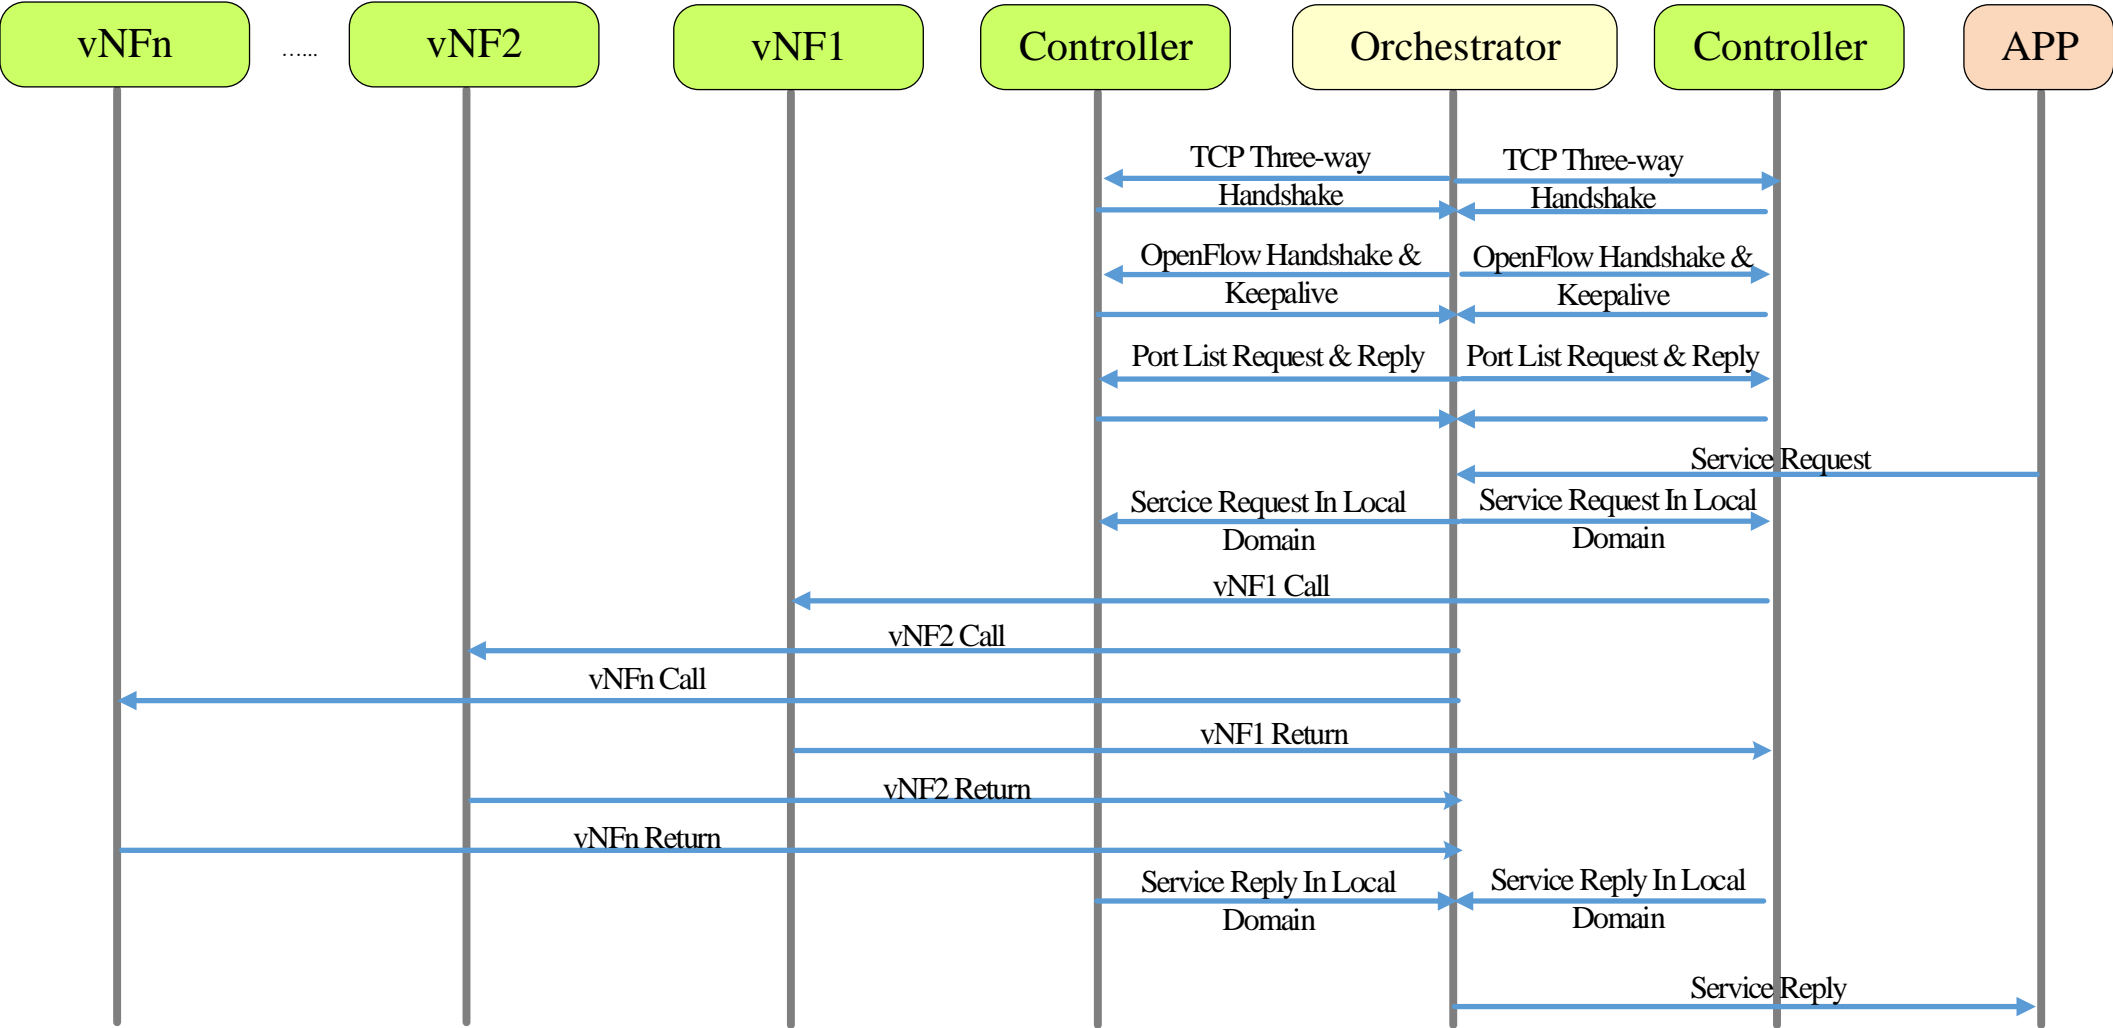 vNFn
…...
vNF2
vNF1
Controller
Orchestrator
Controller
APP
TCP Three-way
Handshake
TCP Three-way
Handshake
OpenFlow Handshake &
Keepalive
OpenFlow Handshake &
Keepalive
Port List Request & Reply
Port List Request & Reply
Service Request
Sercice Request In Local
Domain
Service Request In Local
Domain
vNF1 Call
vNF2 Call
vNFn Call
vNF1 Return
vNF2 Return
vNFn Return
Service Reply In Local
Domain
Service Reply In Local
Domain
Service Reply